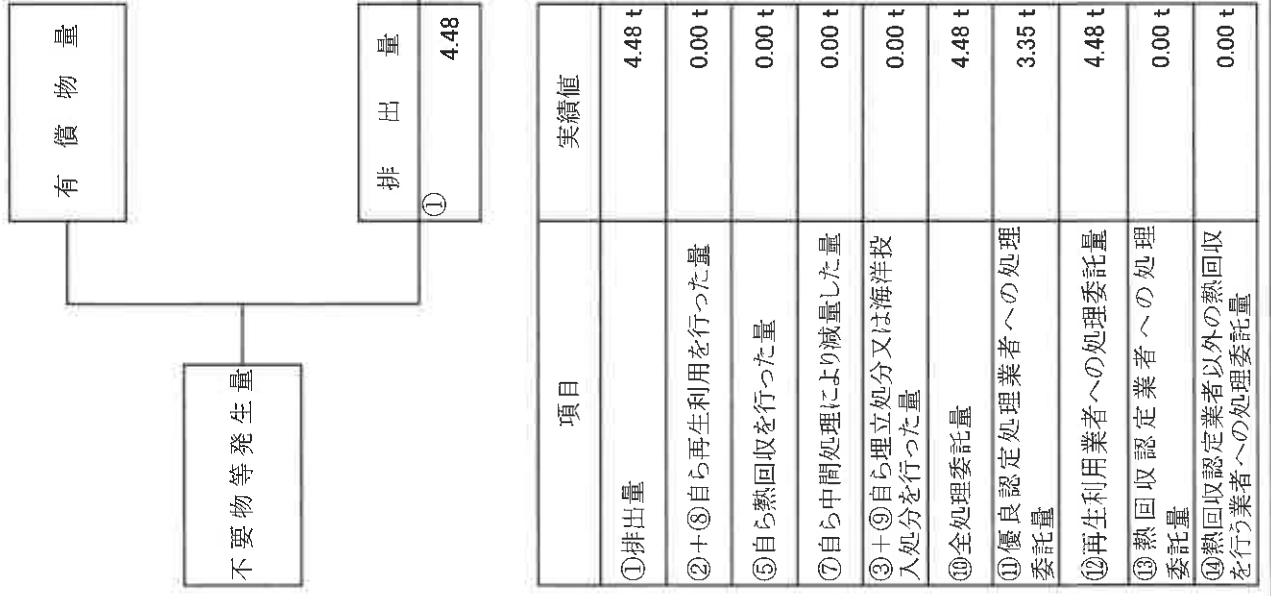 有償物量
不要物等発生量
排出量
①
4.48
項目
実績値
①排出量
4.48 t
②+⑧自ら再生利用を行った量
0.00 t
⑤自ら熱回収を行った量
0.00 t
⑦自ら中間処理により減量した量
0.00 t
③+⑨自ら埋立処分又は海洋投
入処分を行った量
0.00 t
⑩全処理委託量
4.48 t
⑪優良認定処理業者への処理
委託量
3.35 t
⑫再生利用業者への処理委託量
4.48 t
⑬熱回収認定業者への処理
委託量
0.00 t
⑭熱回収認定業者以外の熱回収
を行う業者への処理委託量
0.00 t